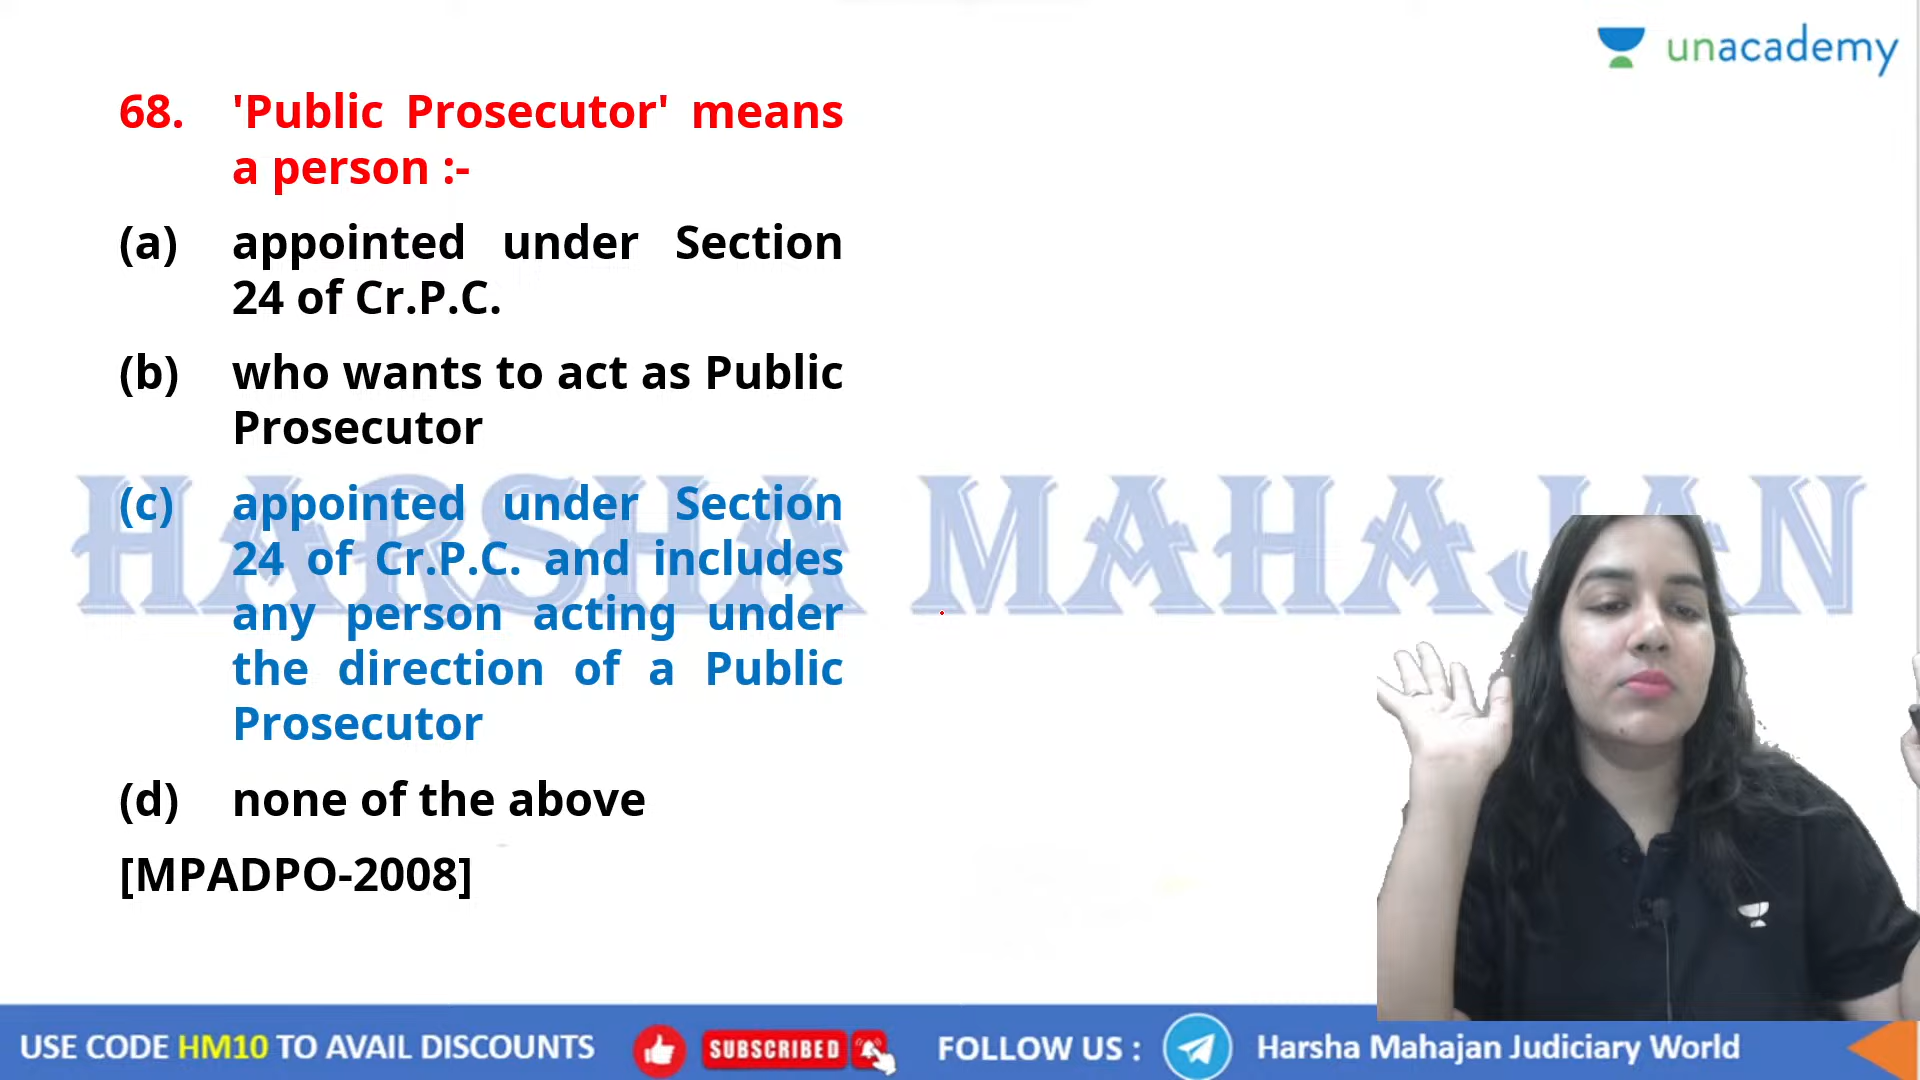 unacademy
68. 'Public Prosecutor' means
a person :-
(a) appointed under Section
24 of Cr.P.C.
(b) who wants to act as Public
Prosecutor
HARSHA MAHAJAN
(c) appointed under Section
24 of Cr.P.C. and includes
any person acting under
the direction of a Public
Prosecutor
(d) none of the above
[MPADPO-2008]
USE CODE HM10 TO AVAIL DISCOUNTS SUBSCRIBED FOLLOW US : Harsha Mahajan Judiciary World